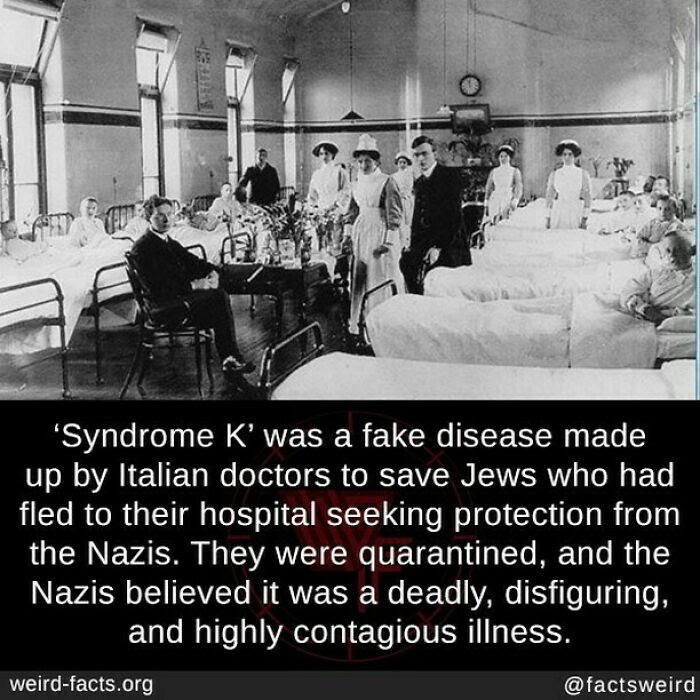 ‘Syndrome K’ was a fake disease made
up by Italian doctors to save Jews who had
fled to their hospital seeking protection from
the Nazis. They were quarantined, and the
Nazis believed it was a deadly, disfiguring,
and highly contagious illness.
weird-facts.org
@factsweird